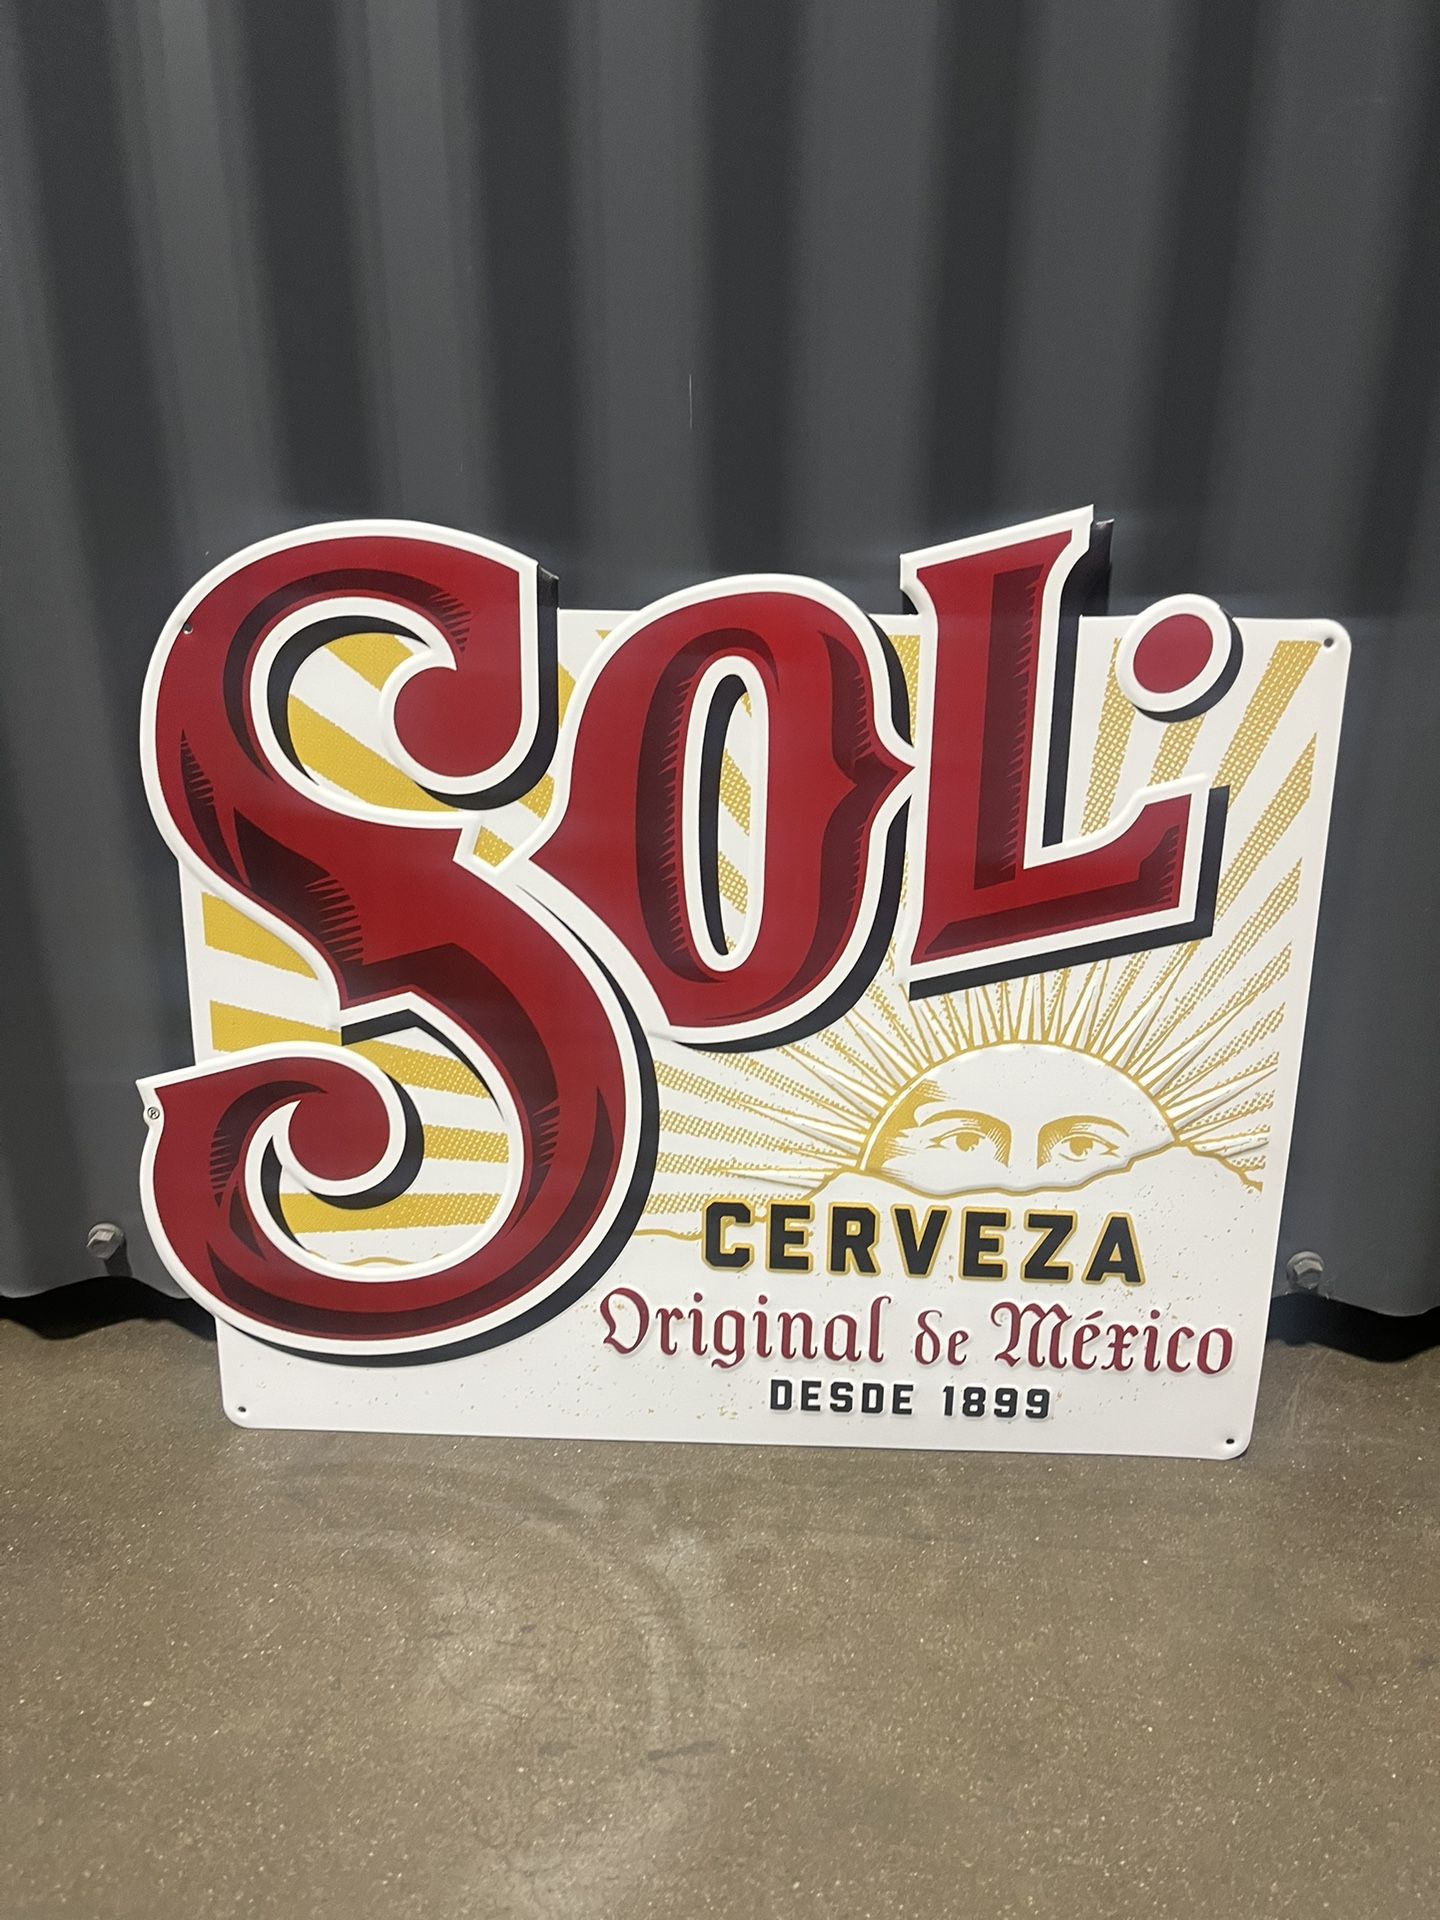 SOL.
®
CERVEZA
Original de México
DESDE 1899